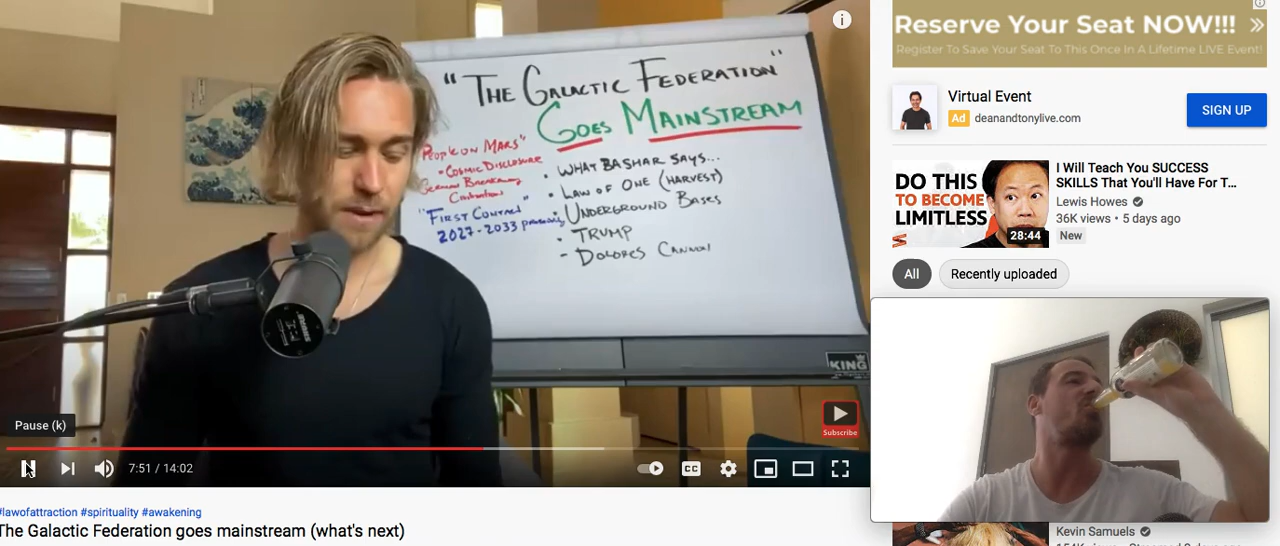 "THE GALACTIC FEDERATION"
GOES MAINSTREAM
"PEOPLE ON MARS"
• COSMIC DISCLOSURE
GERMAN BREAKAWAY
"FIRST CONTACT"
2027-2033
• WHAT BASHAR SAYS...
• LAW OF ONE (HARVEST)
• UNDERGROUND BASES
• TRUMP
- DOLORES CANNON
KING
SHURE
Pause (k)
Subscribe
7:51 / 14:02
CC
#lawofattraction #spirituality #awakening
The Galactic Federation goes mainstream (what's next)
Reserve Your Seat NOW!!!
Register To Save Your Seat To This Once In A Lifetime LIVE Event!
Virtual Event
Ad deanandtonylive.com
SIGN UP
DO THIS
TO BECOME
LIMITLESS
28:44
I Will Teach You SUCCESS
SKILLS That You'll Have For T...
Lewis Howes
36K views • 5 days ago
New
All
Recently uploaded
Kevin Samuels